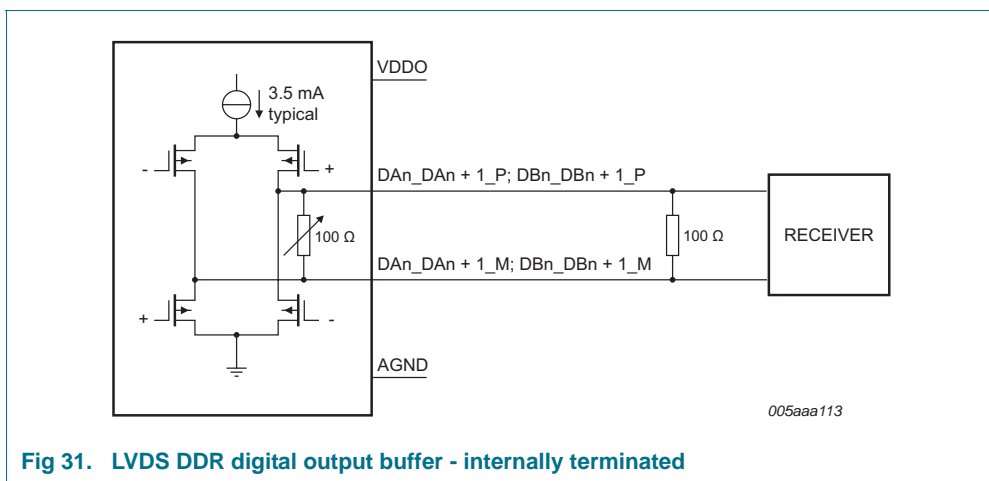 VDDO
3.5 mA
typical
-
+
DAn_DAn + 1_P; DBn_DBn + 1_P
100 Ω
100 Ω
RECEIVER
DAn_DAn + 1_M; DBn_DBn + 1_M
+
-
AGND
005aaa113
Fig 31. LVDS DDR digital output buffer - internally terminated